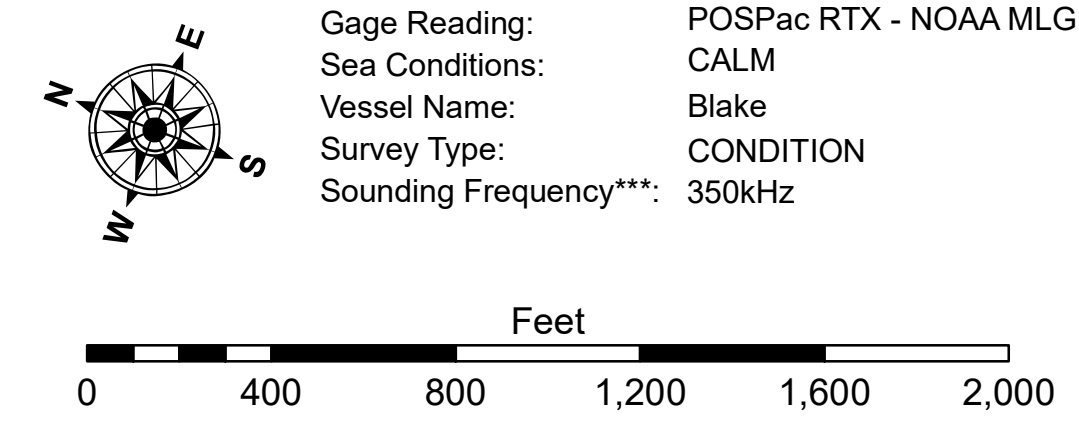 E
N
S
W
Gage Reading: POSPac RTX - NOAA MLG
Sea Conditions: CALM
Vessel Name: Blake
Survey Type: CONDITION
Sounding Frequency***: 350kHz
Feet
0 400 800 1,200 1,600 2,000